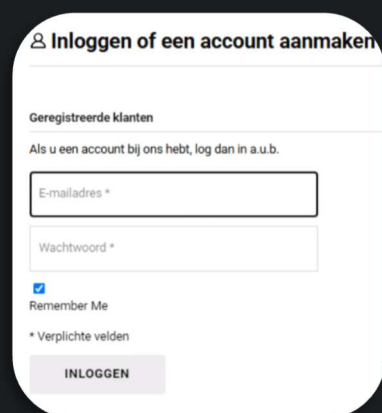 Inloggen of een account aanmaken
Geregistreerde klanten
Als u een account bij ons hebt, log dan in a.u.b.
E-mailadres *
Wachtwoord *
Remember Me
* Verplichte velden
INLOGGEN